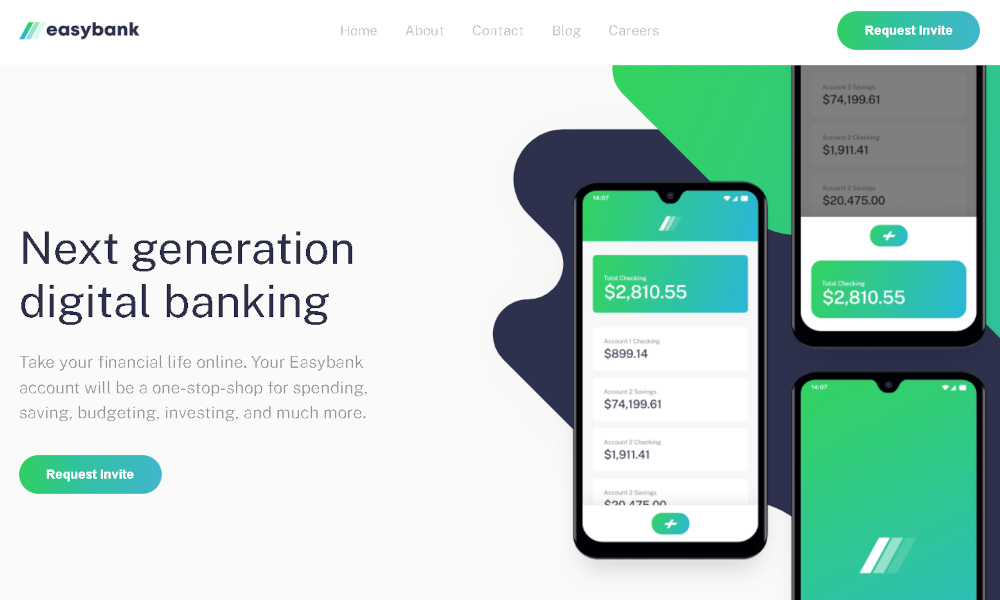 easybank
Home About Contact Blog Careers
Request Invite
Next generation
digital banking
Take your financial life online. Your Easybank
account will be a one-stop-shop for spending,
saving, budgeting, investing, and much more.
Request Invite
14:07
Total Checking
$2,810.55
Account 1 Checking
$899.14
Account 2 Savings
$74,199.61
Account 2 Checking
$1,911.41
Account 2 Savings
$20,475.00
Account 2 Savings
$74,199.61
Account 2 Checking
$1,911.41
Account 2 Savings
$20,475.00
Total Checking
$2,810.55
14:07